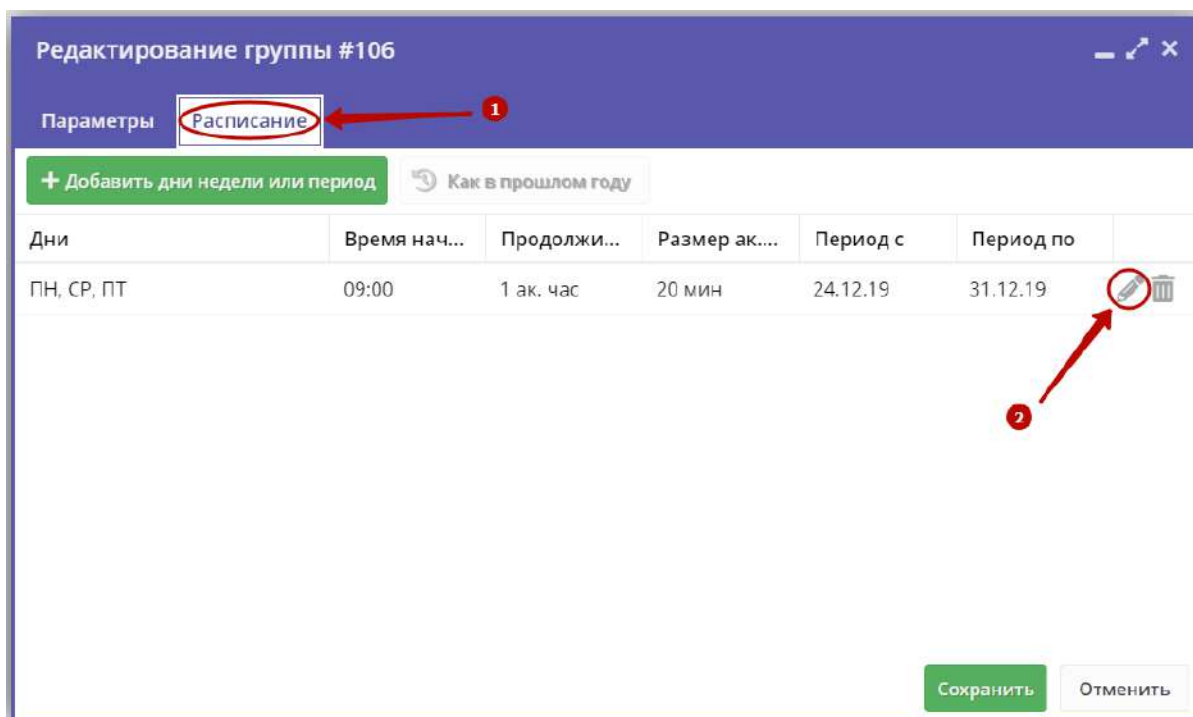 Редактирование группы #106
Параметры Расписание 1
+ Добавить дни недели или период Как в прошлом году
Дни Время нач... Продолжи... Размер ак.... Период с Период по
ПН, СР, ПТ 09:00 1 ак. час 20 мин 24.12.19 31.12.19
2
Сохранить Отменить